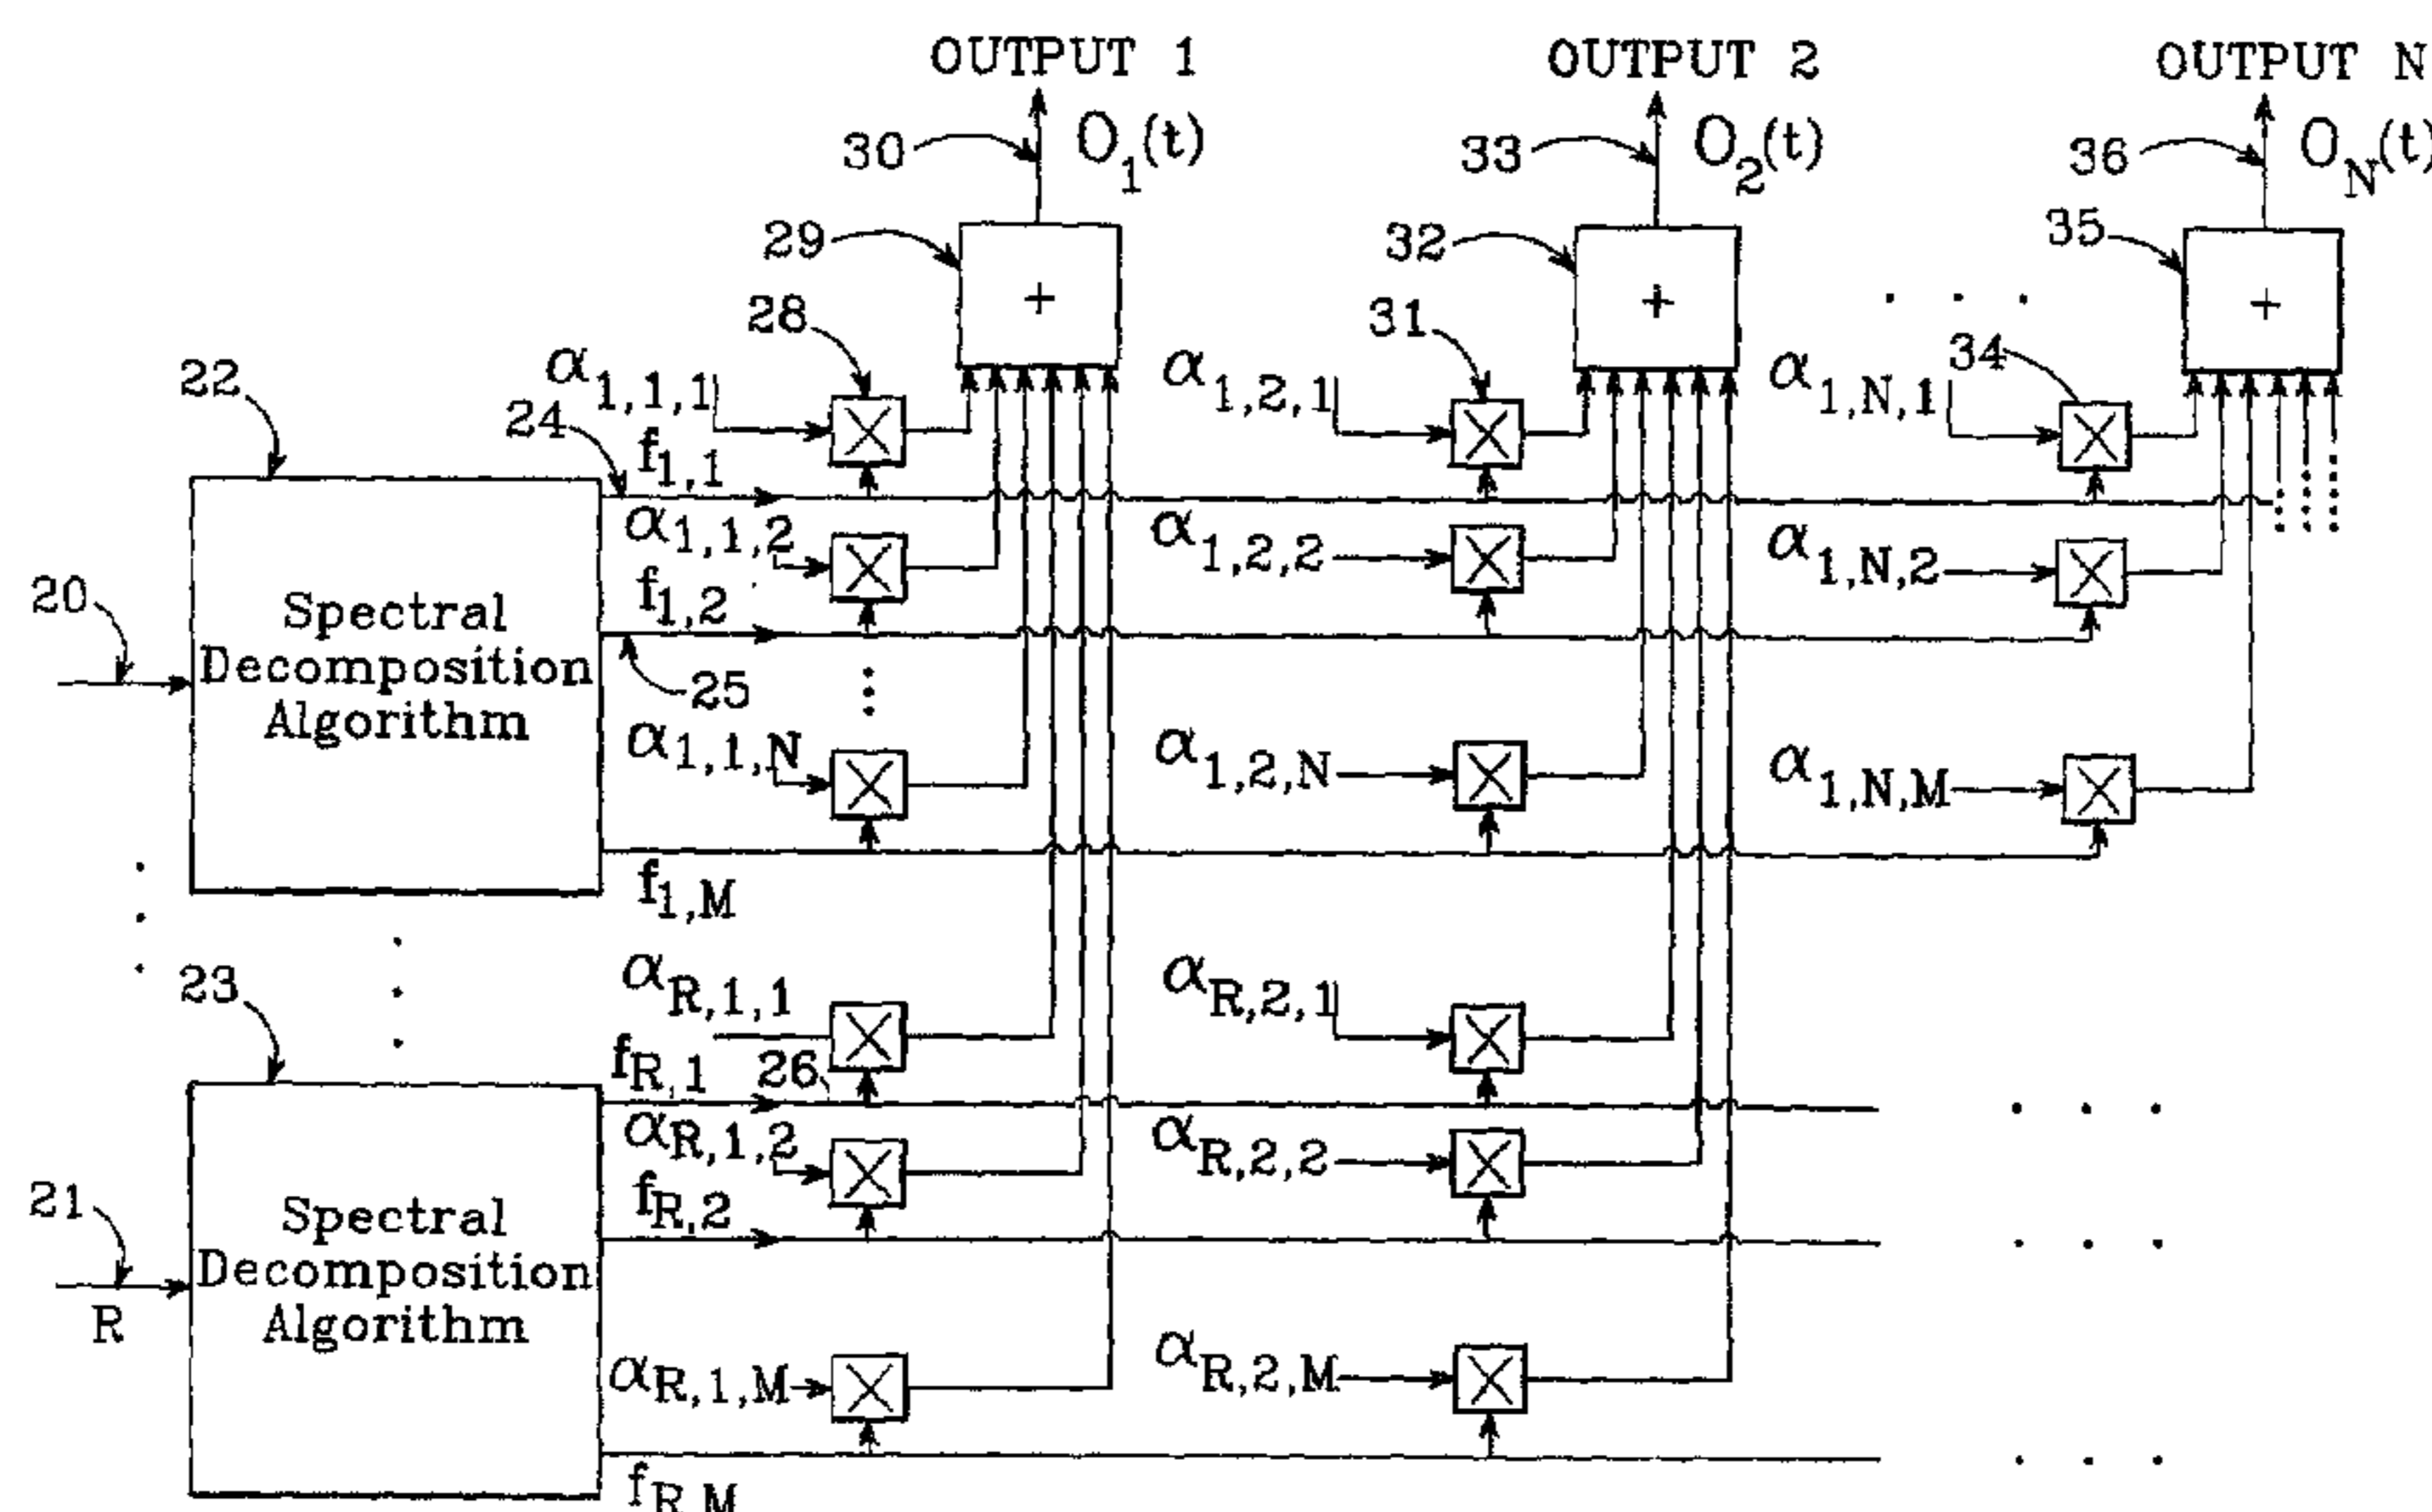 OUTPUT 1 OUTPUT 2 OUTPUT N
30 O1(t) 33 O2(t) 36 ON(t)
29 + 32 + 35 +
28 31 34
22 24 α1,1,1 α1,2,1 α1,N,1
f1,1
α1,1,2 α1,2,2 α1,N,2
f1,2
20
Spectral
Decomposition
Algorithm
25
α1,1,N α1,2,N α1,N,M
f1,M
23 αR,1,1 αR,2,1
fR,1 26
αR,1,2 αR,2,2
fR,2
21
R
Spectral
Decomposition
Algorithm
αR,1,M αR,2,M
fR,M